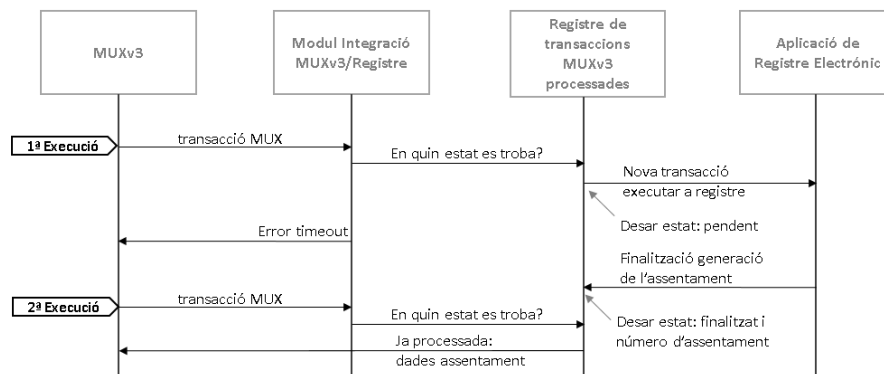 MUXv3
Modul Integració
MUXv3/Registre
Registre de
transaccions
MUXv3
processades
Aplicació de
Registre Electrónic
1ª Execució
transacció MUX
En quin estat es troba?
Nova transacció
executar a registre
Desar estat: pendent
Error timeout
Finalització generació
de l'assentament
2ª Execució
transacció MUX
En quin estat es troba?
Desar estat: finalitzat i
número d'assentament
Ja processada:
dades assentament